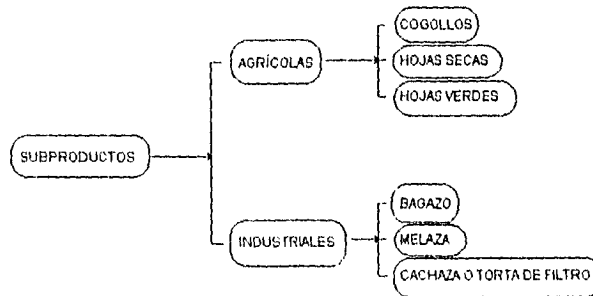 COGOLLOS
AGRÍCOLAS
HOJAS SECAS
HOJAS VERDES
SUBPRODUCTOS
BAGAZO
INDUSTRIALES
MELAZA
CACHAZA O TORTA DE FILTRO